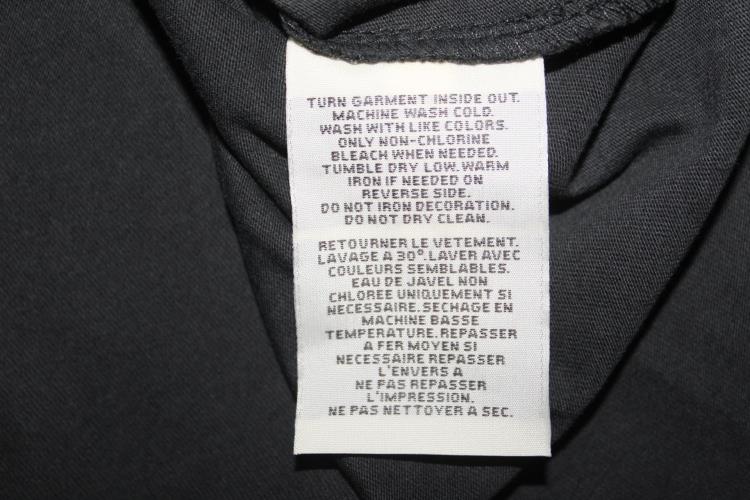 TURN GARMENT INSIDE OUT.
MACHINE WASH COLD.
WASH WITH LIKE COLORS.
ONLY NON-CHLORINE
BLEACH WHEN NEEDED.
TUMBLE DRY LOW. WARM
IRON IF NEEDED ON
REVERSE SIDE.
DO NOT IRON DECORATION.
DO NOT DRY CLEAN.
RETOURNER LE VETEMENT.
LAVAGE A 30°. LAVER AVEC
COULEURS SEMBLABLES.
EAU DE JAVEL NON
CHLOREE UNIQUEMENT SI
NECESSAIRE. SECHAGE EN
MACHINE BASSE
TEMPERATURE. REPASSER
A FER MOYEN SI
NECESSAIRE REPASSER
L'ENVERS A
NE PAS REPASSER
L'IMPRESSION.
NE PAS NETTOYER A SEC.